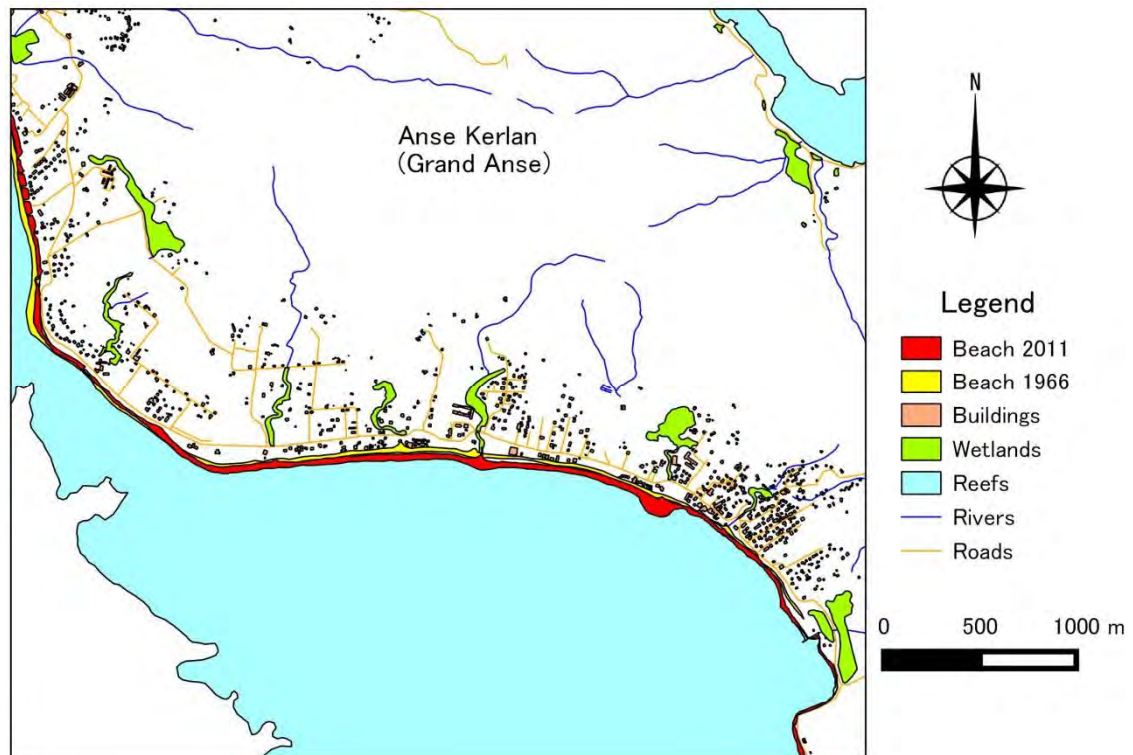 Anse Kerlan
(Grand Anse)
N
Legend
Beach 2011
Beach 1966
Buildings
Wetlands
Reefs
Rivers
Roads
0 500 1000 m